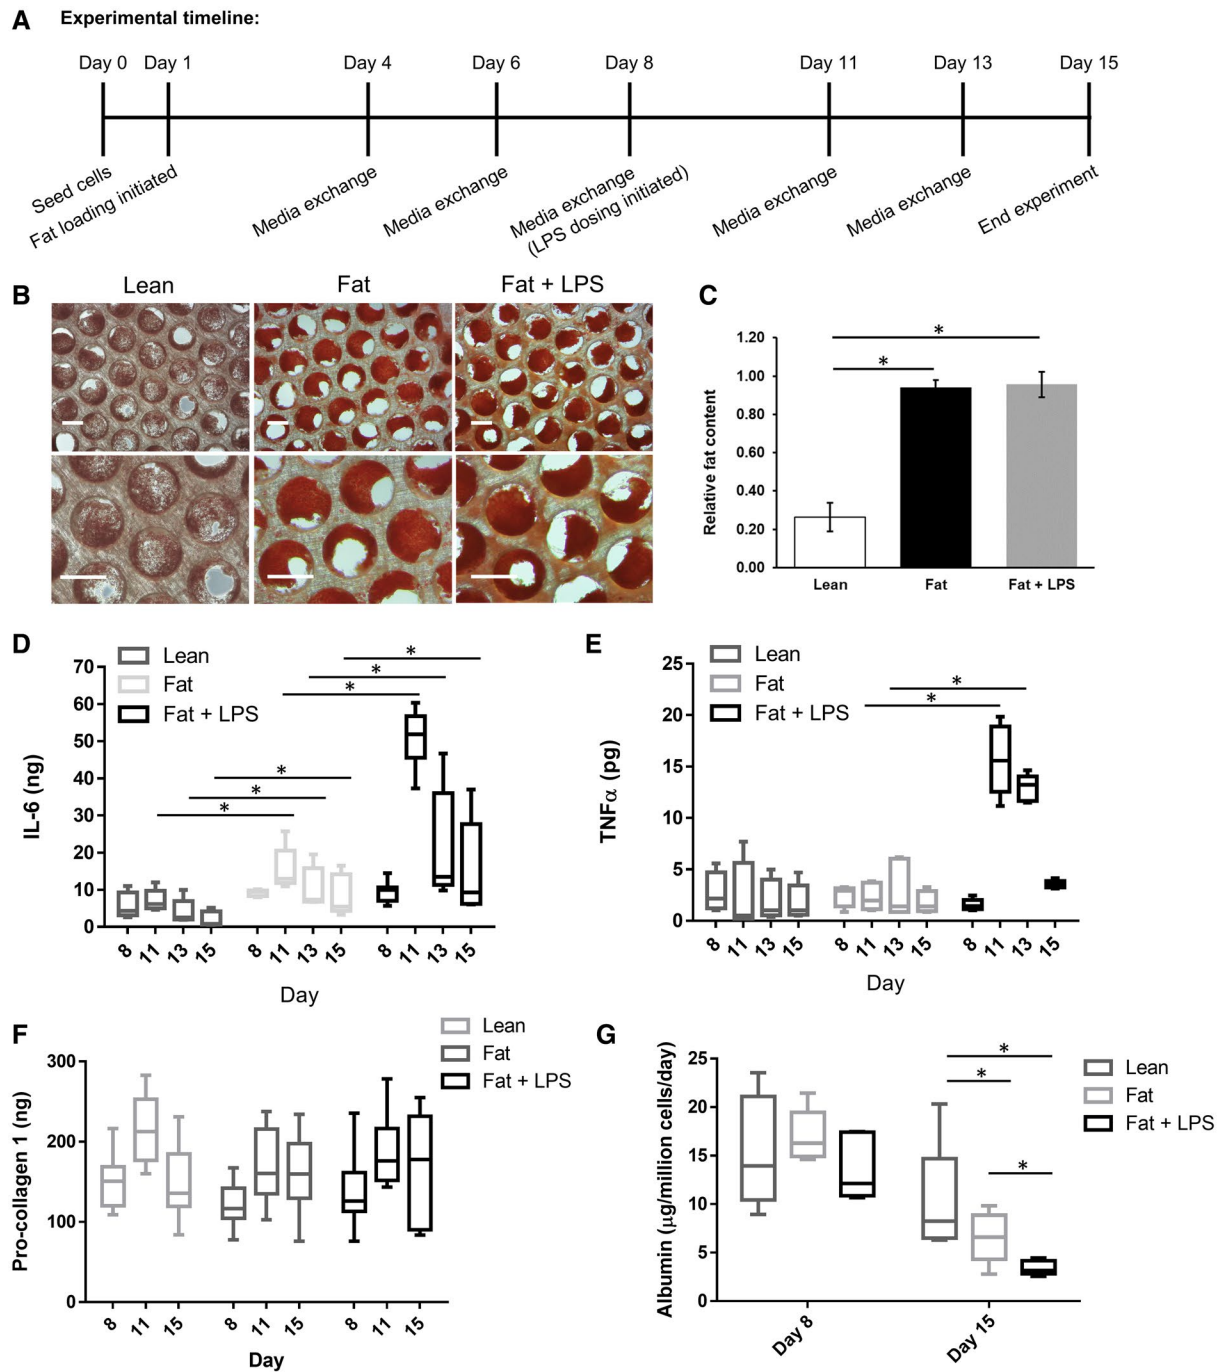 A Experimental timeline:
Day 0 Day 1 Day 4 Day 6 Day 8 Day 11 Day 13 Day 15
Seed cells
Fat loading initiated
Media exchange
Media exchange
Media exchange
(LPS dosing initiated)
Media exchange
Media exchange
End experiment
B
Lean Fat Fat + LPS
C
Relative fat content
1.20
1.00
0.80
0.60
0.40
0.20
0.00
* 
*
Lean Fat Fat + LPS
D
Lean
Fat
Fat + LPS
IL-6 (ng)
70
60
50
40
30
20
10
0
*
*
*
*
*
*
8 11 13 15 8 11 13 15 8 11 13 15
Day
E
Lean
Fat
Fat + LPS
TNFα (pg)
25
20
15
10
5
0
*
*
8 11 13 15 8 11 13 15 8 11 13 15
Day
F
Lean
Fat
Fat + LPS
Pro-collagen 1 (ng)
300
200
100
0
8 11 15 8 11 15 8 11 15
Day
G
Lean
Fat
Fat + LPS
Albumin (μg/million cells/day)
25
20
15
10
5
0
*
*
*
Day 8 Day 15